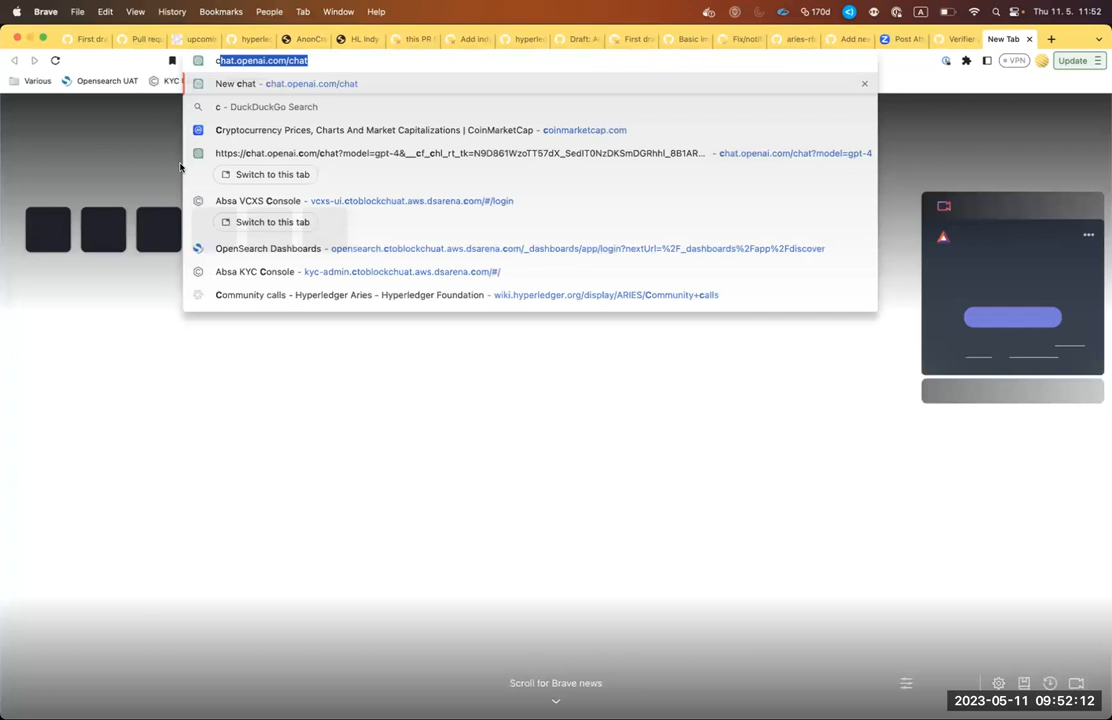 Brave File Edit View History Bookmarks People Tab Window Help 170d A Thu 11. 5. 11:52
First dra Pull requ upcomi hyperle AnonCr HL Indy this PR Add ind hyperle Draft: A First dra Basic im Fix/noti aries-rf Add new Post Alt Verifier New Tab
chat.openai.com/chat VPN Update
Various Opensearch UAT KYC
New chat - chat.openai.com/chat
c - DuckDuckGo Search
Cryptocurrency Prices, Charts And Market Capitalizations | CoinMarketCap - coinmarketcap.com
https://chat.openai.com/chat?model=gpt-4&__cf_chl_rt_tk=N9D861WzoTT57dX_SedIT0NzDKSmDGRhhl_8B1AR... - chat.openai.com/chat?model=gpt-4
Switch to this tab
Absa VCXS Console - vcxs-ui.ctoblockchuat.aws.dsarena.com/#/login
Switch to this tab
OpenSearch Dashboards - opensearch.ctoblockchuat.aws.dsarena.com/_dashboards/app/login?nextUrl=%2F_dashboards%2Fapp%2Fdiscover
Absa KYC Console - kyc-admin.ctoblockchuat.aws.dsarena.com/#/
Community calls - Hyperledger Aries - Hyperledger Foundation - wiki.hyperledger.org/display/ARIES/Community+calls
Scroll for Brave news
2023-05-11 09:52:12